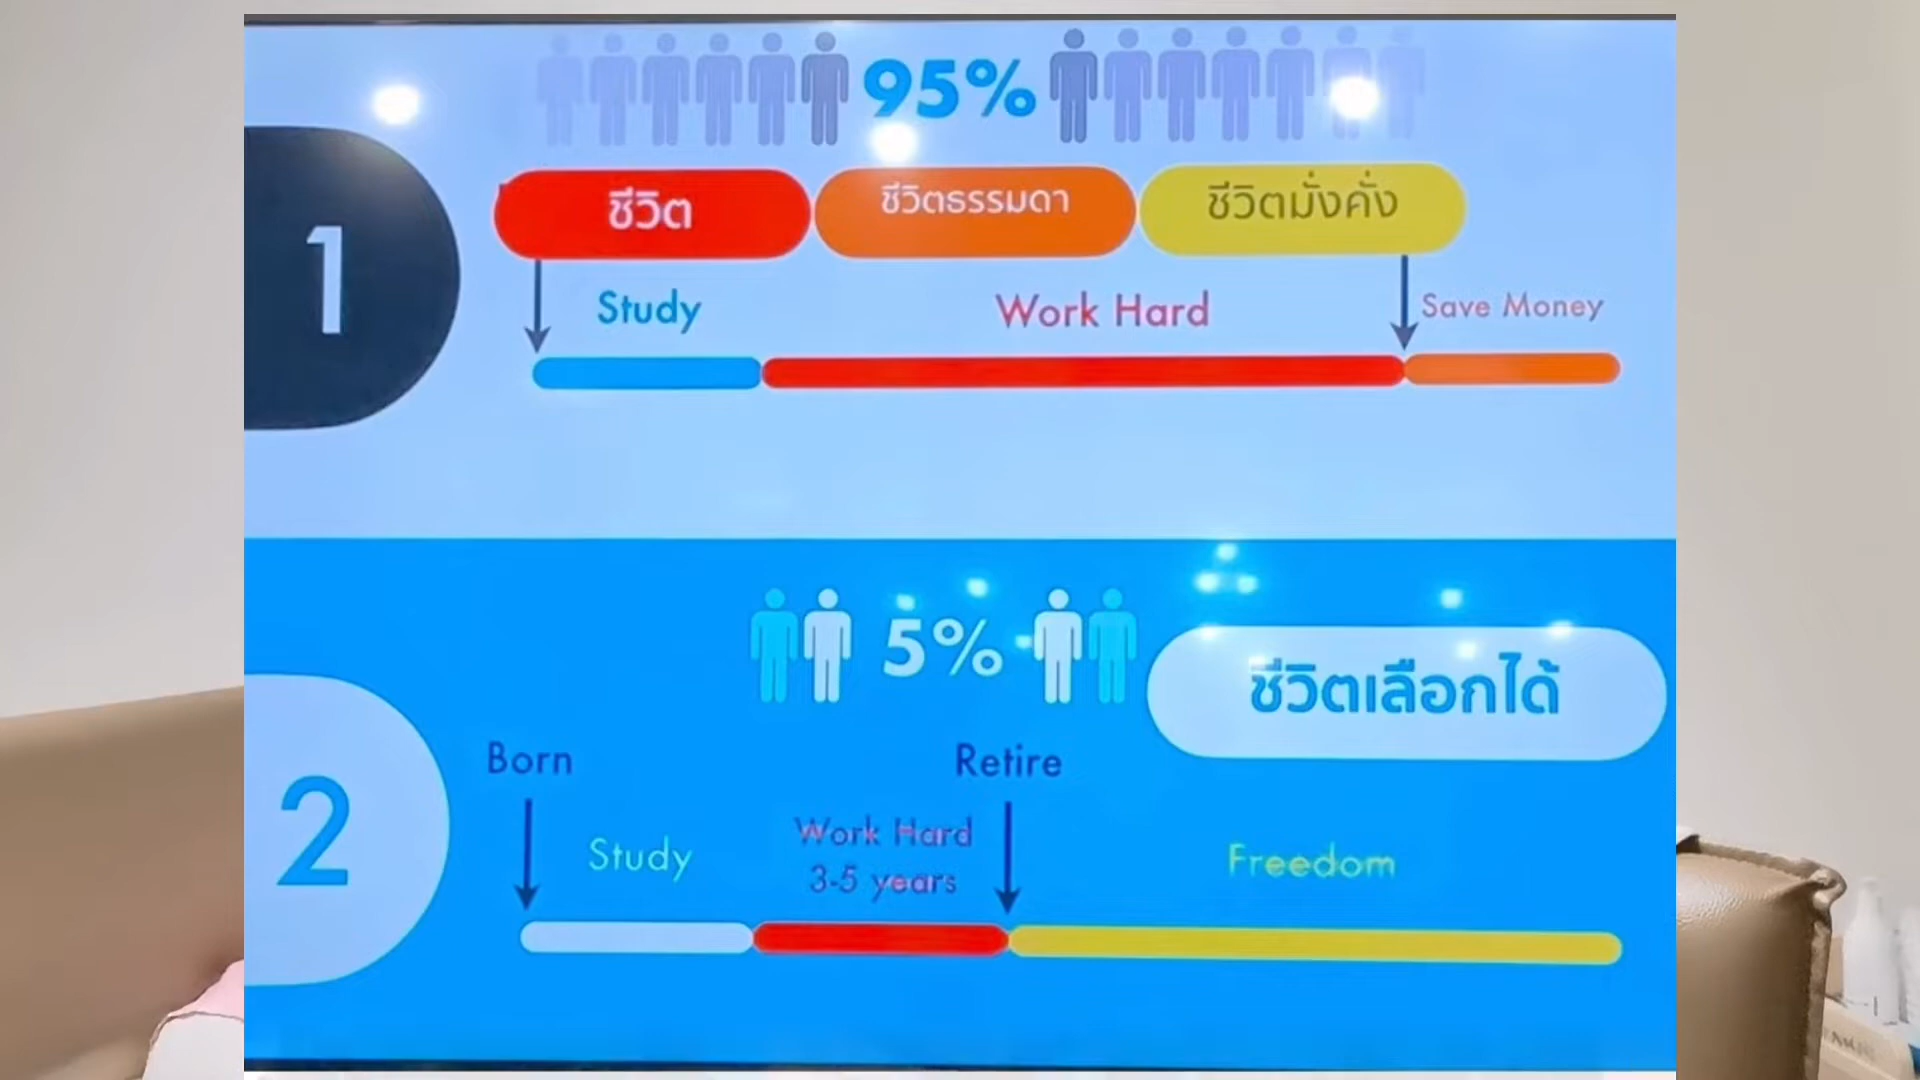 95%
1
ชีวิต
ชีวิตธรรมดา
ชีวิตมั่งคั่ง
Study
Work Hard
Save Money
5%
ชีวิตเลือกได้
2
Born
Retire
Study
Work Hard
3-5 years
Freedom